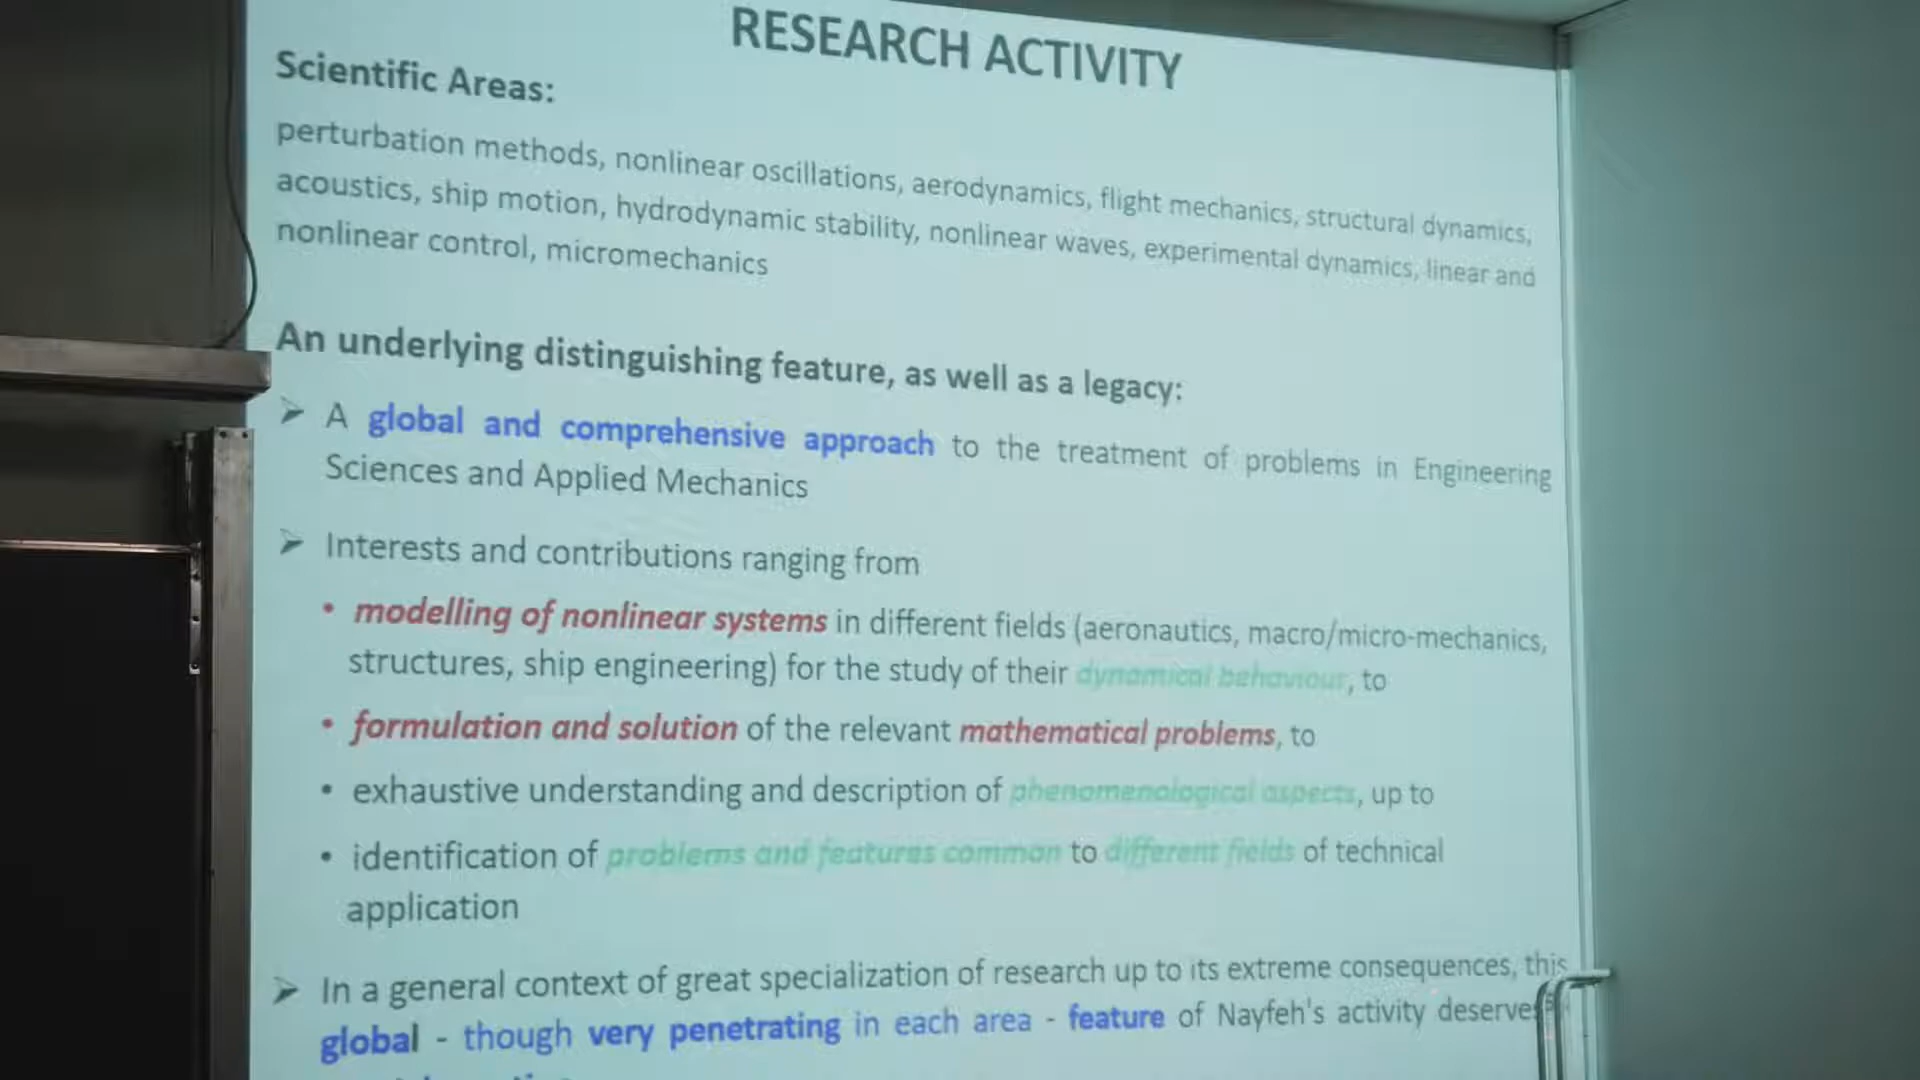 RESEARCH ACTIVITY
Scientific Areas:
perturbation methods, nonlinear oscillations, aerodynamics, flight mechanics, structural dynamics,
acoustics, ship motion, hydrodynamic stability, nonlinear waves, experimental dynamics, linear and
nonlinear control, micromechanics
An underlying distinguishing feature, as well as a legacy:
➢ A global and comprehensive approach to the treatment of problems in Engineering
Sciences and Applied Mechanics
➢ Interests and contributions ranging from
• modelling of nonlinear systems in different fields (aeronautics, macro/micro-mechanics,
structures, ship engineering) for the study of their dynamical behaviour, to
• formulation and solution of the relevant mathematical problems, to
• exhaustive understanding and description of phenomenological aspects, up to
• identification of problems and features common to different fields of technical
application
➢ In a general context of great specialization of research up to its extreme consequences, this
global - though very penetrating in each area - feature of Nayfeh's activity deserves